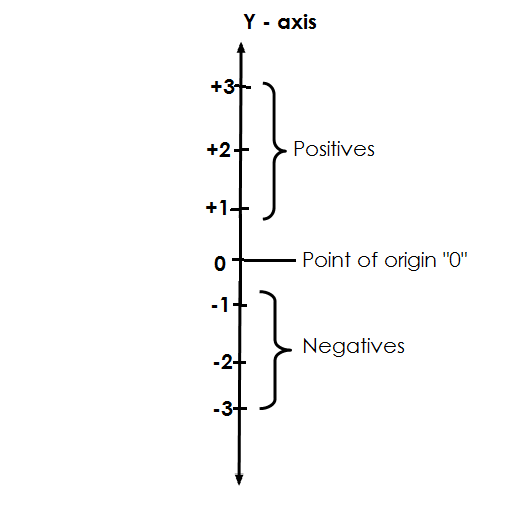 Y - axis
+3
+2
Positives
+1
0
Point of origin "0"
-1
Negatives
-2
-3